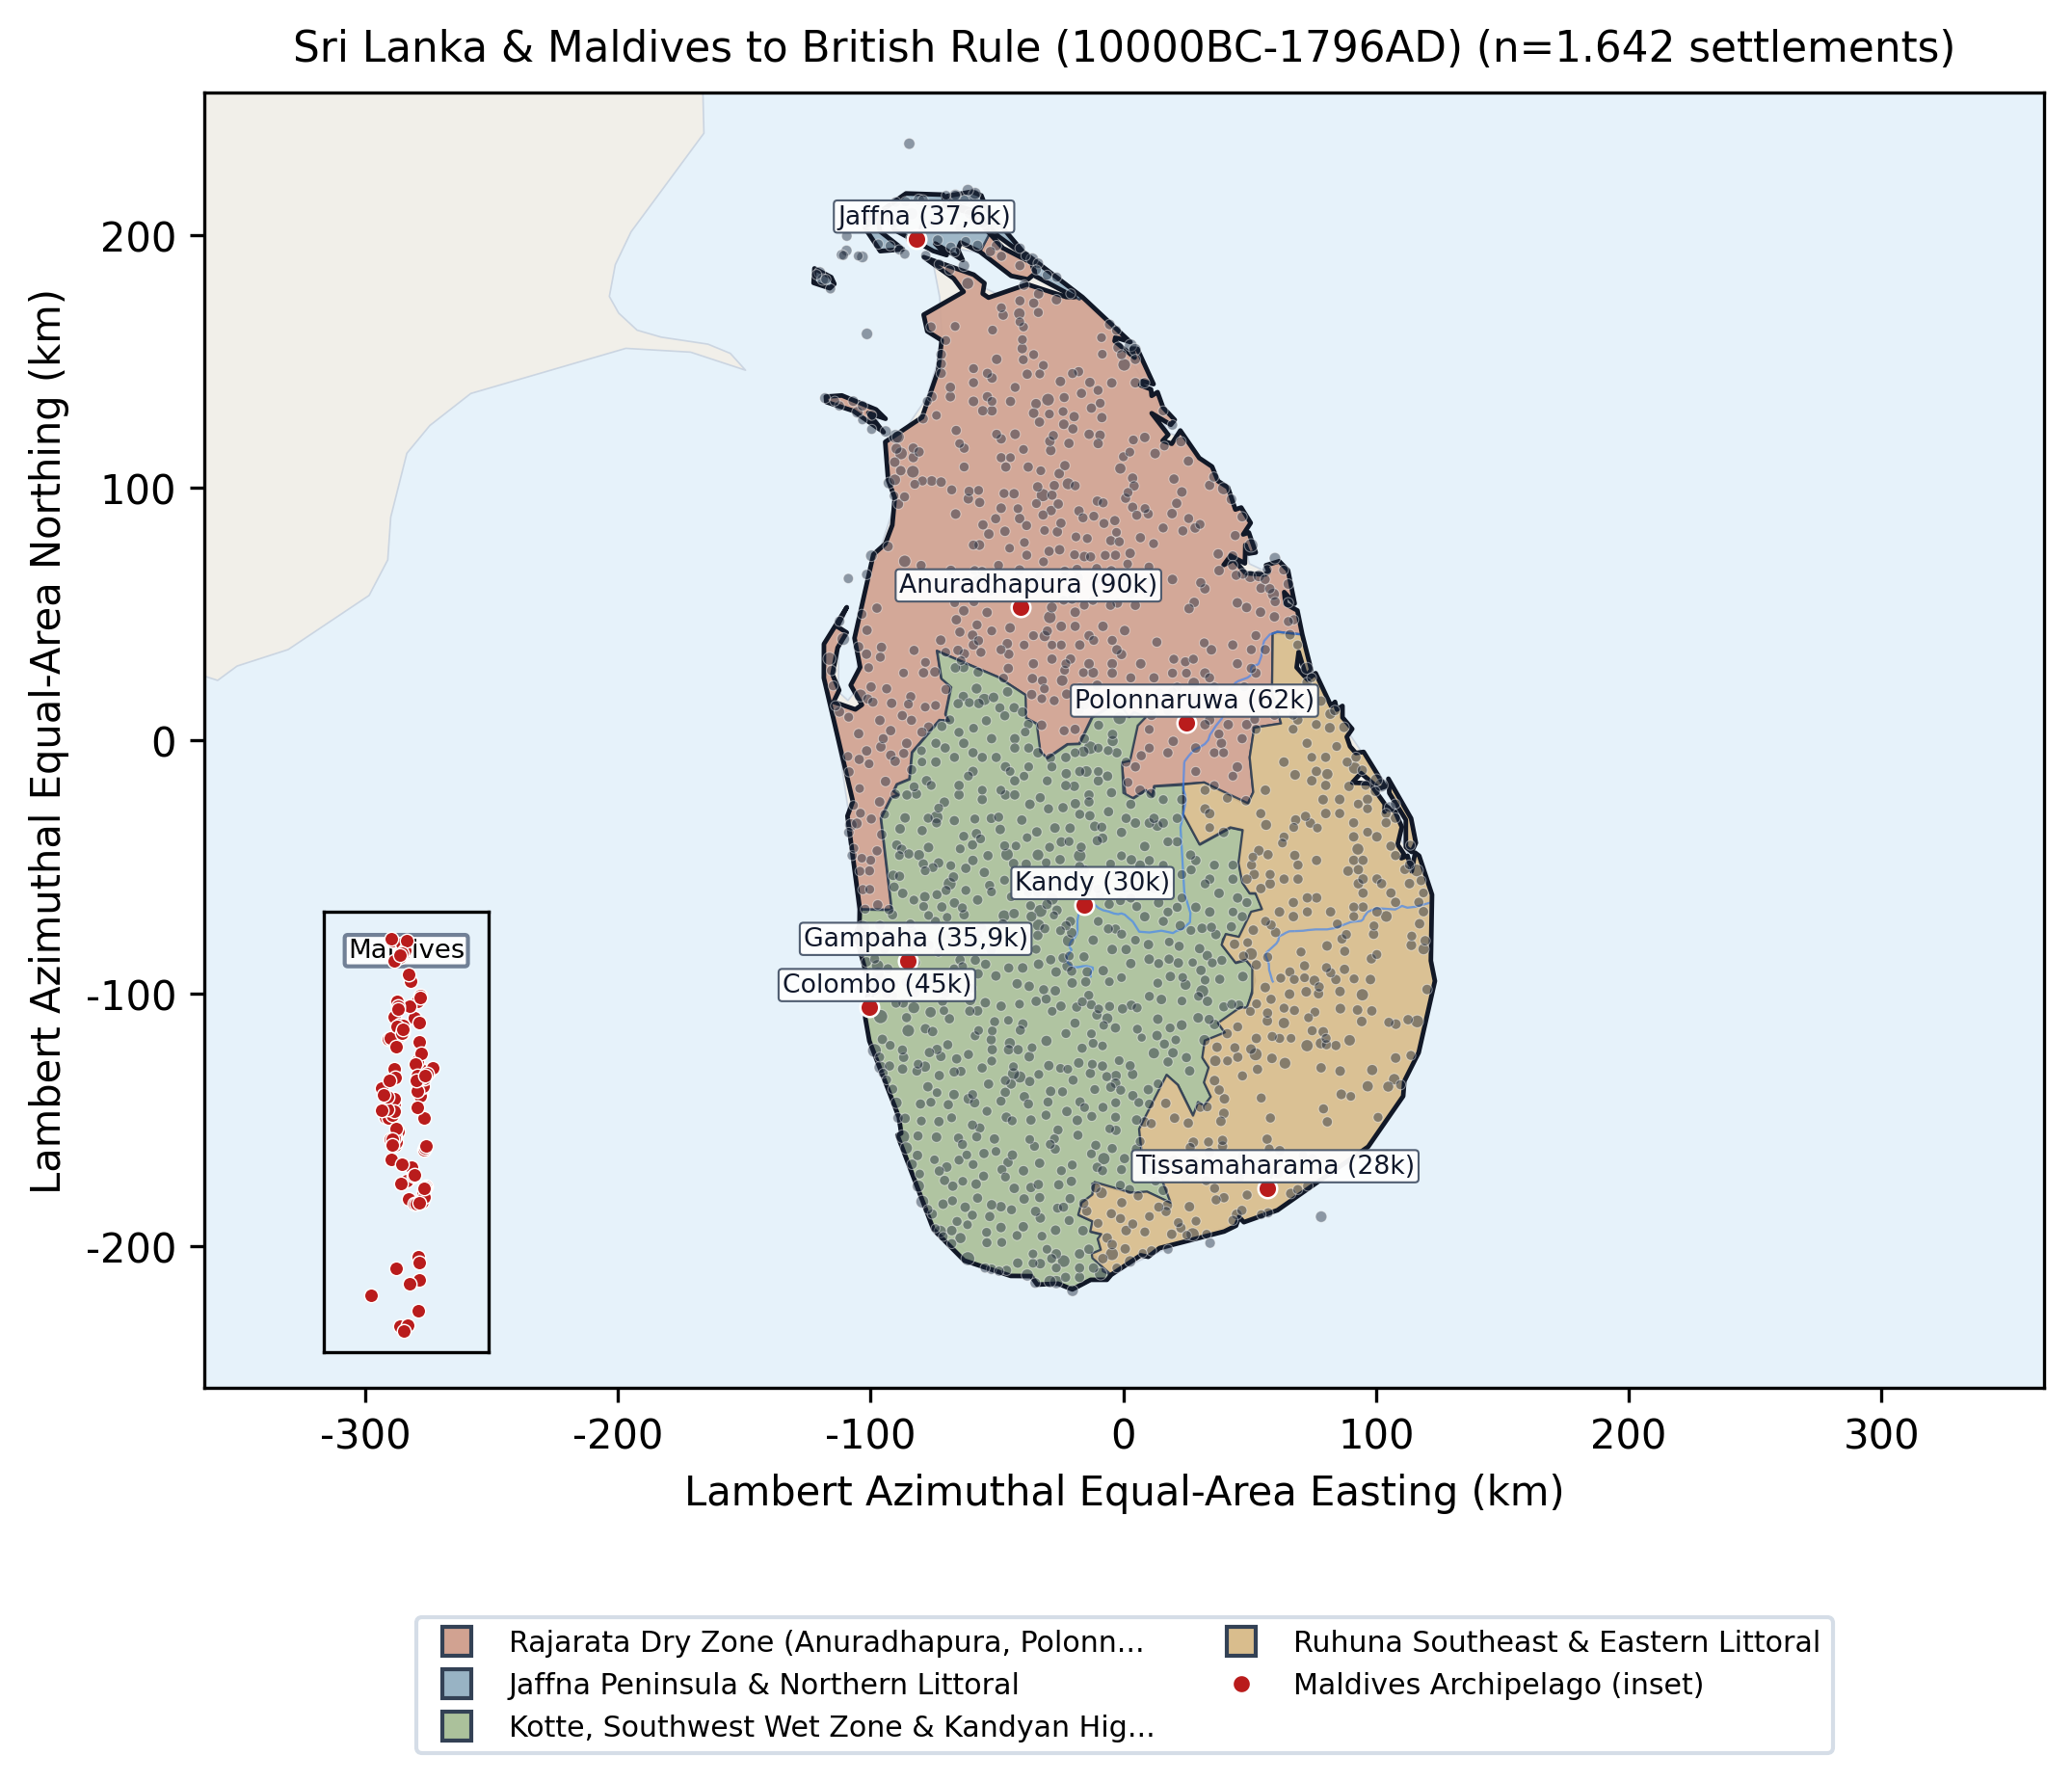 Sri Lanka & Maldives to British Rule (10000BC-1796AD) (n=1.642 settlements)
Lambert Azimuthal Equal-Area Northing (km)
200
100
0
-100
-200
Jaffna (37,6k)
Anuradhapura (90k)
Polonnaruwa (62k)
Kandy (30k)
Gampaha (35,9k)
Colombo (45k)
Tissamaharama (28k)
Maldives
-300
-200
-100
0
100
200
300
Lambert Azimuthal Equal-Area Easting (km)
Rajarata Dry Zone (Anuradhapura, Polonn...
Jaffna Peninsula & Northern Littoral
Kotte, Southwest Wet Zone & Kandyan Hig...
Ruhuna Southeast & Eastern Littoral
Maldives Archipelago (inset)